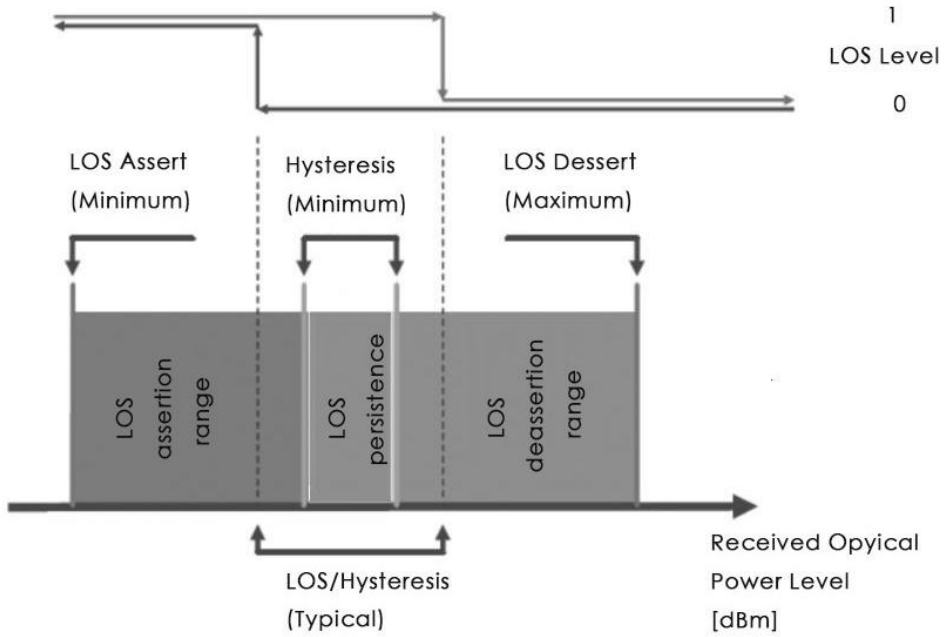 1
LOS Level
0
LOS Assert
(Minimum)
Hysteresis
(Minimum)
LOS Dessert
(Maximum)
LOS
assertion
range
LOS
persistence
LOS
deassertion
range
LOS/Hysteresis
(Typical)
Received Opyical
Power Level
[dBm]